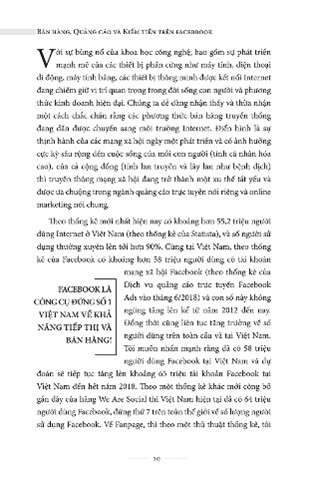 BÁN HÀNG, QUẢNG CÁO VÀ KIẾM TIỀN TRÊN FACEBOOK
Với sự bùng nổ của khoa học công nghệ, bao gồm sự phát triển
mạnh mẽ của các thiết bị phần cứng như máy tính, điện thoại
di động, máy tính bảng, các thiết bị thông minh được kết nối Internet
đang chiếm giữ vị trí quan trọng trong đời sống con người và phương
thức kinh doanh hiện đại. Chúng ta dễ dàng nhận thấy và thừa nhận
một cách chắc chắn rằng các phương thức bán hàng truyền thống
đang dần được chuyển sang môi trường Internet. Điển hình là sự
thịnh hành của các mạng xã hội ngày một phát triển và có ảnh hưởng
cực kỳ sâu rộng đến cuộc sống của mỗi con người (tính cá nhân hóa
cao), của cả cộng đồng (tính lan truyền và lây lan như bệnh dịch)
thì truyền thông mạng xã hội đang trở thành một xu thế tất yếu và
được ưa chuộng trong ngành quảng cáo trực tuyến nói riêng và online
marketing nói chung.
Theo thống kê mới nhất hiện nay có khoảng hơn 55,2 triệu người
dùng Internet ở Việt Nam (theo thống kê của Statista), và số người sử
dụng thường xuyên lên tới hơn 90%. Cũng tại Việt Nam, theo thống
kê của Facebook có khoảng hơn 58 triệu người dùng có tài khoản
mạng xã hội Facebook (theo thống kê của
Dịch vụ quảng cáo trực tuyến Facebook
Ads vào tháng 6/2018) và con số này không
ngừng tăng lên kể từ năm 2012 đến nay.
Đồng thời cũng liên tục tăng trưởng về số
người dùng trên toàn cầu và tại Việt Nam.
Tôi muốn nhấn mạnh rằng đã có 58 triệu
người dùng Facebook tại Việt Nam và dự
FACEBOOK LÀ
CÔNG CỤ ĐỨNG SỐ 1
VIỆT NAM VỀ KHẢ
NĂNG TIẾP THỊ VÀ
BÁN HÀNG!
đoán sẽ tiếp tục tăng lên khoảng 65 triệu tài khoản Facebook tại
Việt Nam đến hết năm 2018. Theo một thống kê khác mới công bố
gần đây của hãng We Are Social thì Việt Nam hiện tại đã có 64 triệu
người dùng Facebook, đứng thứ 7 trên toàn thế giới về số lượng người
sử dụng Facebook. Về Fanpage, thì theo một thủ thuật thống kê, tôi
10